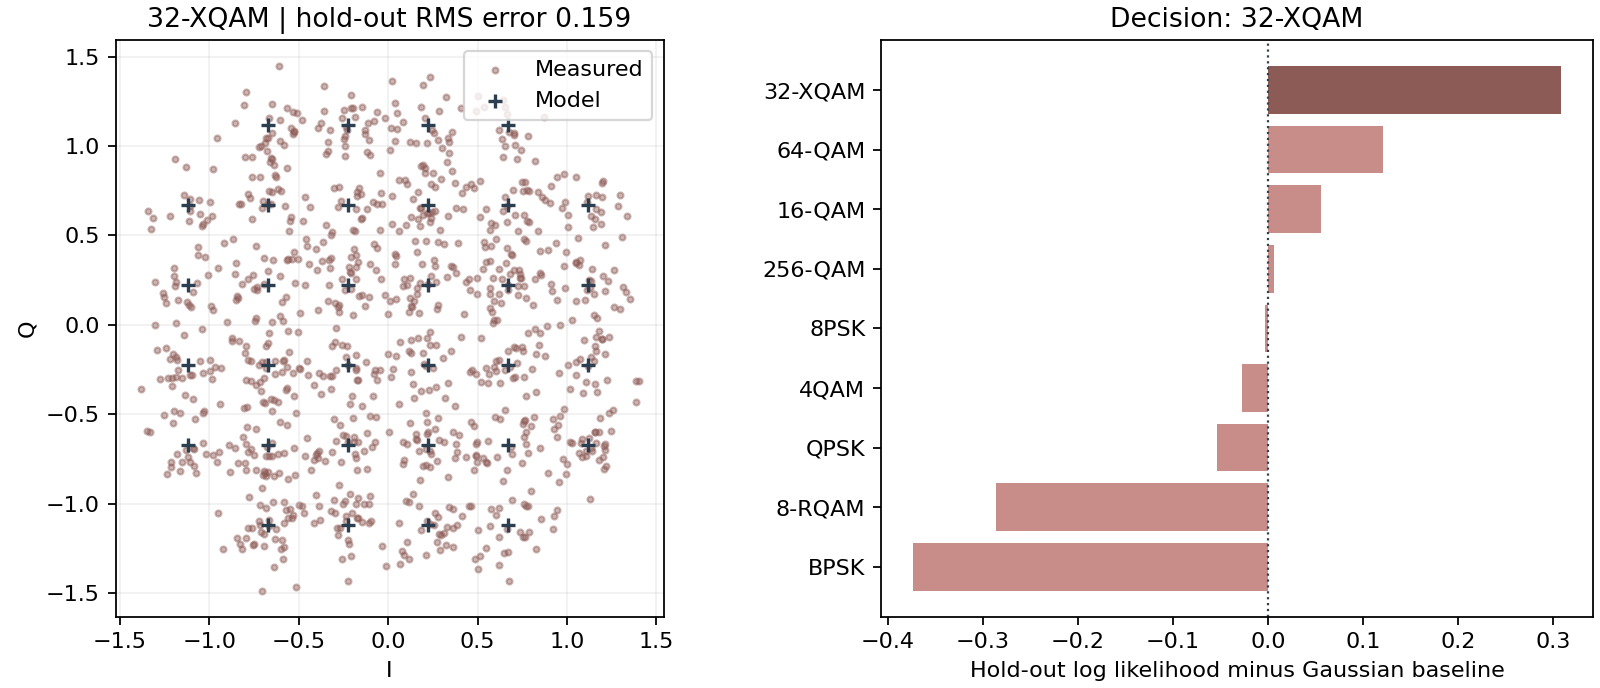 32-XQAM | hold-out RMS error 0.159
Measured
Model
1.5
1.0
0.5
0.0
−0.5
−1.0
−1.5
Q
−1.5
−1.0
−0.5
0.0
0.5
1.0
1.5
I
Decision: 32-XQAM
32-XQAM
64-QAM
16-QAM
256-QAM
8PSK
4QAM
QPSK
8-RQAM
BPSK
−0.4
−0.3
−0.2
−0.1
0.0
0.1
0.2
0.3
Hold-out log likelihood minus Gaussian baseline